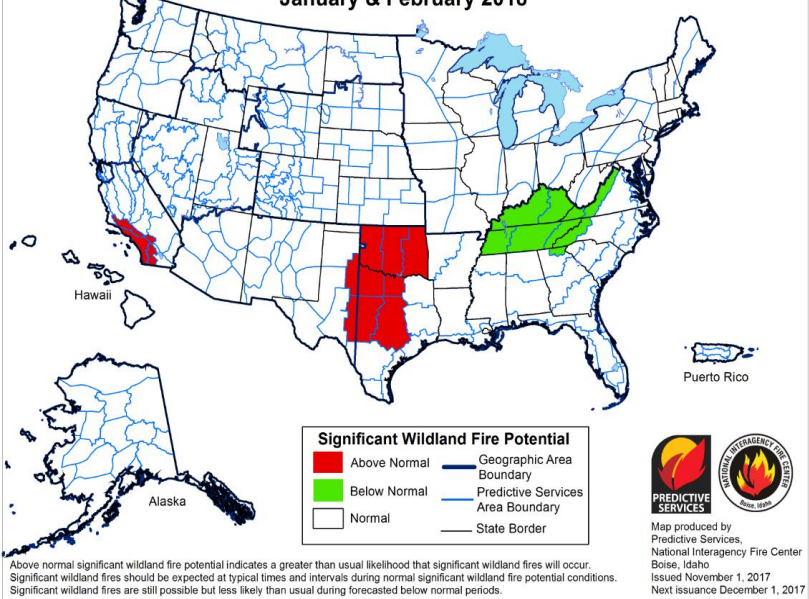 January & February 2018
Hawaii
Puerto Rico
Alaska
Significant Wildland Fire Potential
Above Normal
Below Normal
Normal
Geographic Area
Boundary
Predictive Services
Area Boundary
State Border
PREDICTIVE
SERVICES
NATIONAL INTERAGENCY FIRE CENTER
Boise, Idaho
Map produced by
Predictive Services,
National Interagency Fire Center
Boise, Idaho
Issued November 1, 2017
Next issuance December 1, 2017
Above normal significant wildland fire potential indicates a greater than usual likelihood that significant wildland fires will occur.
Significant wildland fires should be expected at typical times and intervals during normal significant wildland fire potential conditions.
Significant wildland fires are still possible but less likely than usual during forecasted below normal periods.